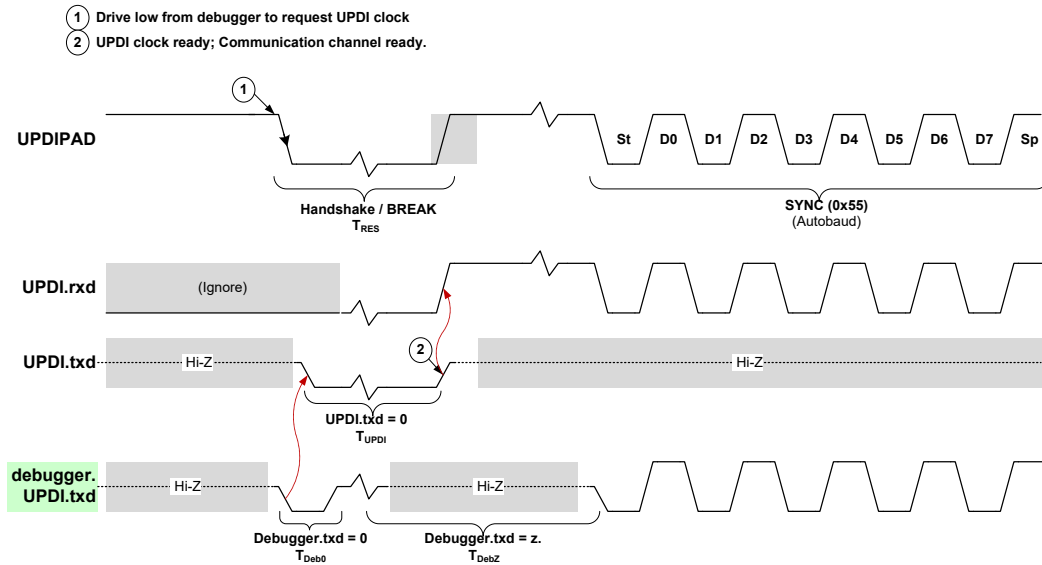 1 Drive low from debugger to request UPDI clock
2 UPDI clock ready; Communication channel ready.
1
UPDIPAD
St D0 D1 D2 D3 D4 D5 D6 D7 Sp
Handshake / BREAK
TRES
SYNC (0x55)
(Autobaud)
UPDI.rxd
(Ignore)
UPDI.txd
Hi-Z
2
Hi-Z
UPDI.txd = 0
TUPDI
debugger.
UPDI.txd
Hi-Z
Hi-Z
Debugger.txd = 0
TDeb0
Debugger.txd = z.
TDebZ